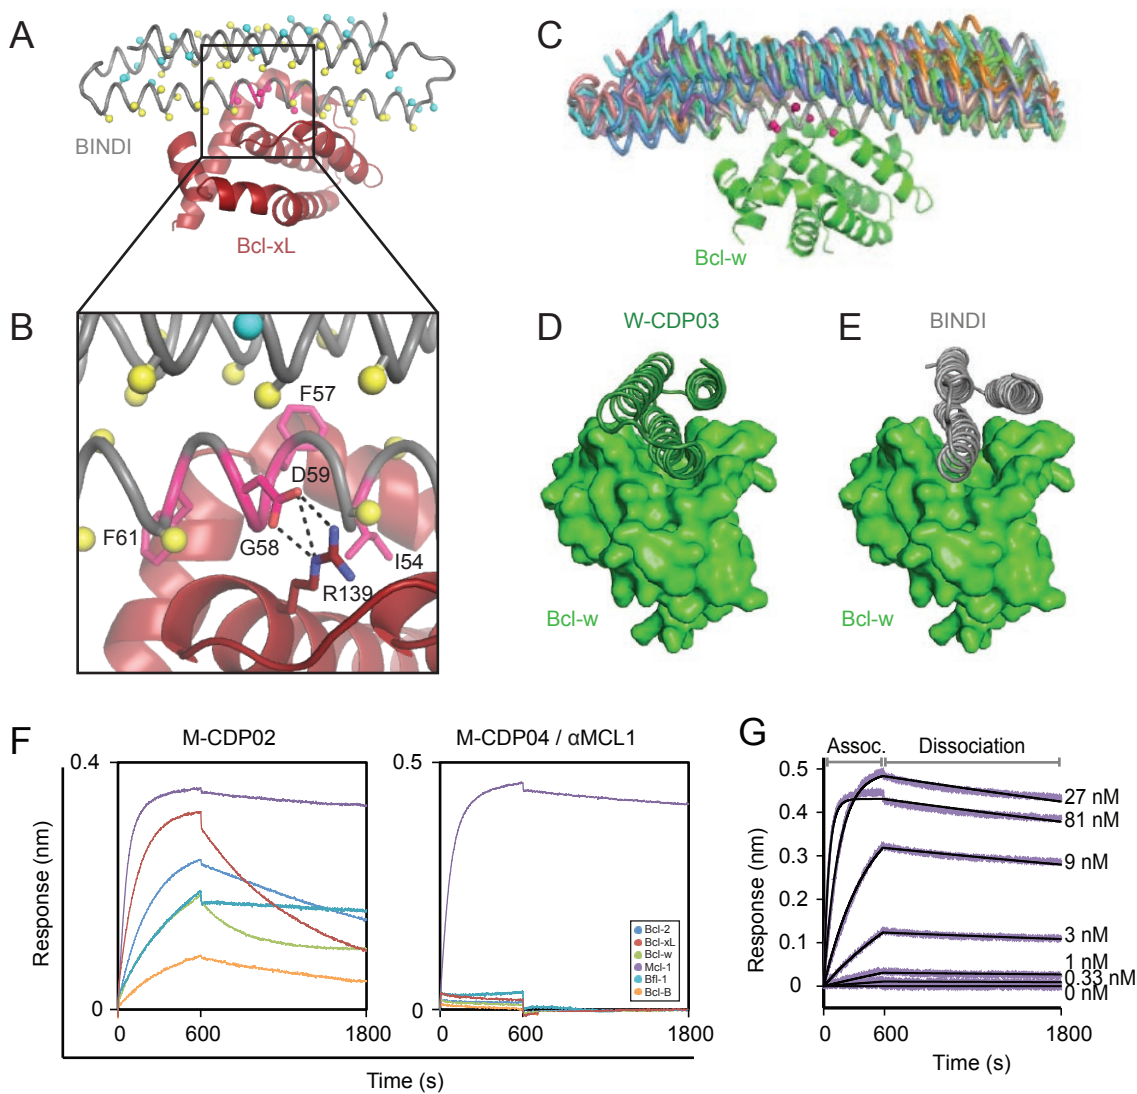 A
BINDI
Bcl-xL
C
Bcl-w
B
F57
D59
F61
G58
I54
R139
D
W-CDP03
Bcl-w
E
BINDI
Bcl-w
F
M-CDP02
M-CDP04 / αMCL1
Response (nm)
0.4
0
0.5
0
Bcl-2
Bcl-xL
Bcl-w
Mcl-1
Bfl-1
Bcl-B
0 600 1800
0 600 1800
Time (s)
G
Assoc. Dissociation
Response (nm)
0.5
0.4
0.3
0.2
0.1
0
27 nM
81 nM
9 nM
3 nM
1 nM
0.33 nM
0 nM
0 600 1800
Time (s)